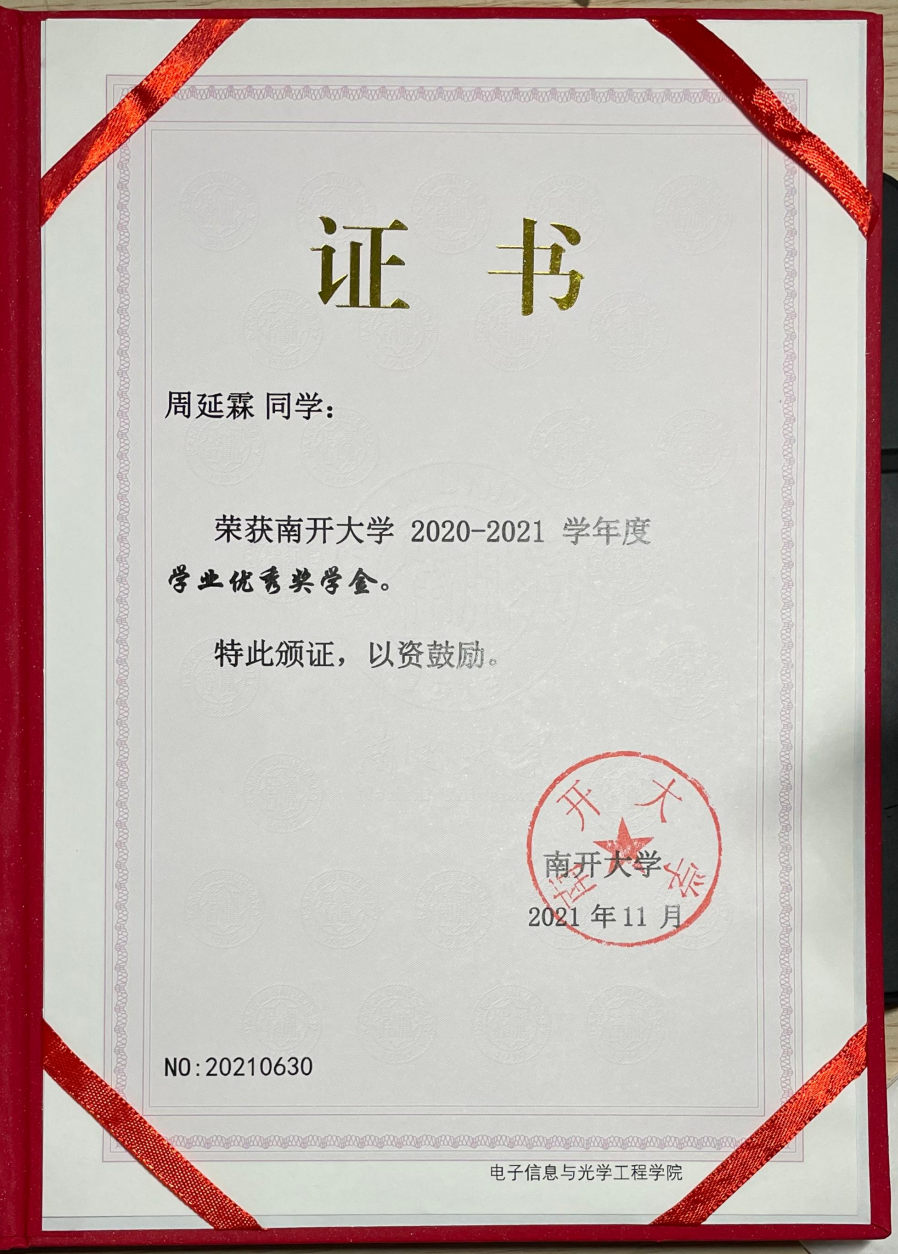 证 书
周延霖 同学：
荣获南开大学 2020-2021 学年度
学业优秀奖学金。
特此颁证，以资鼓励。
南开大学
南开大学
2021 年 11 月
NO:20210630
电子信息与光学工程学院